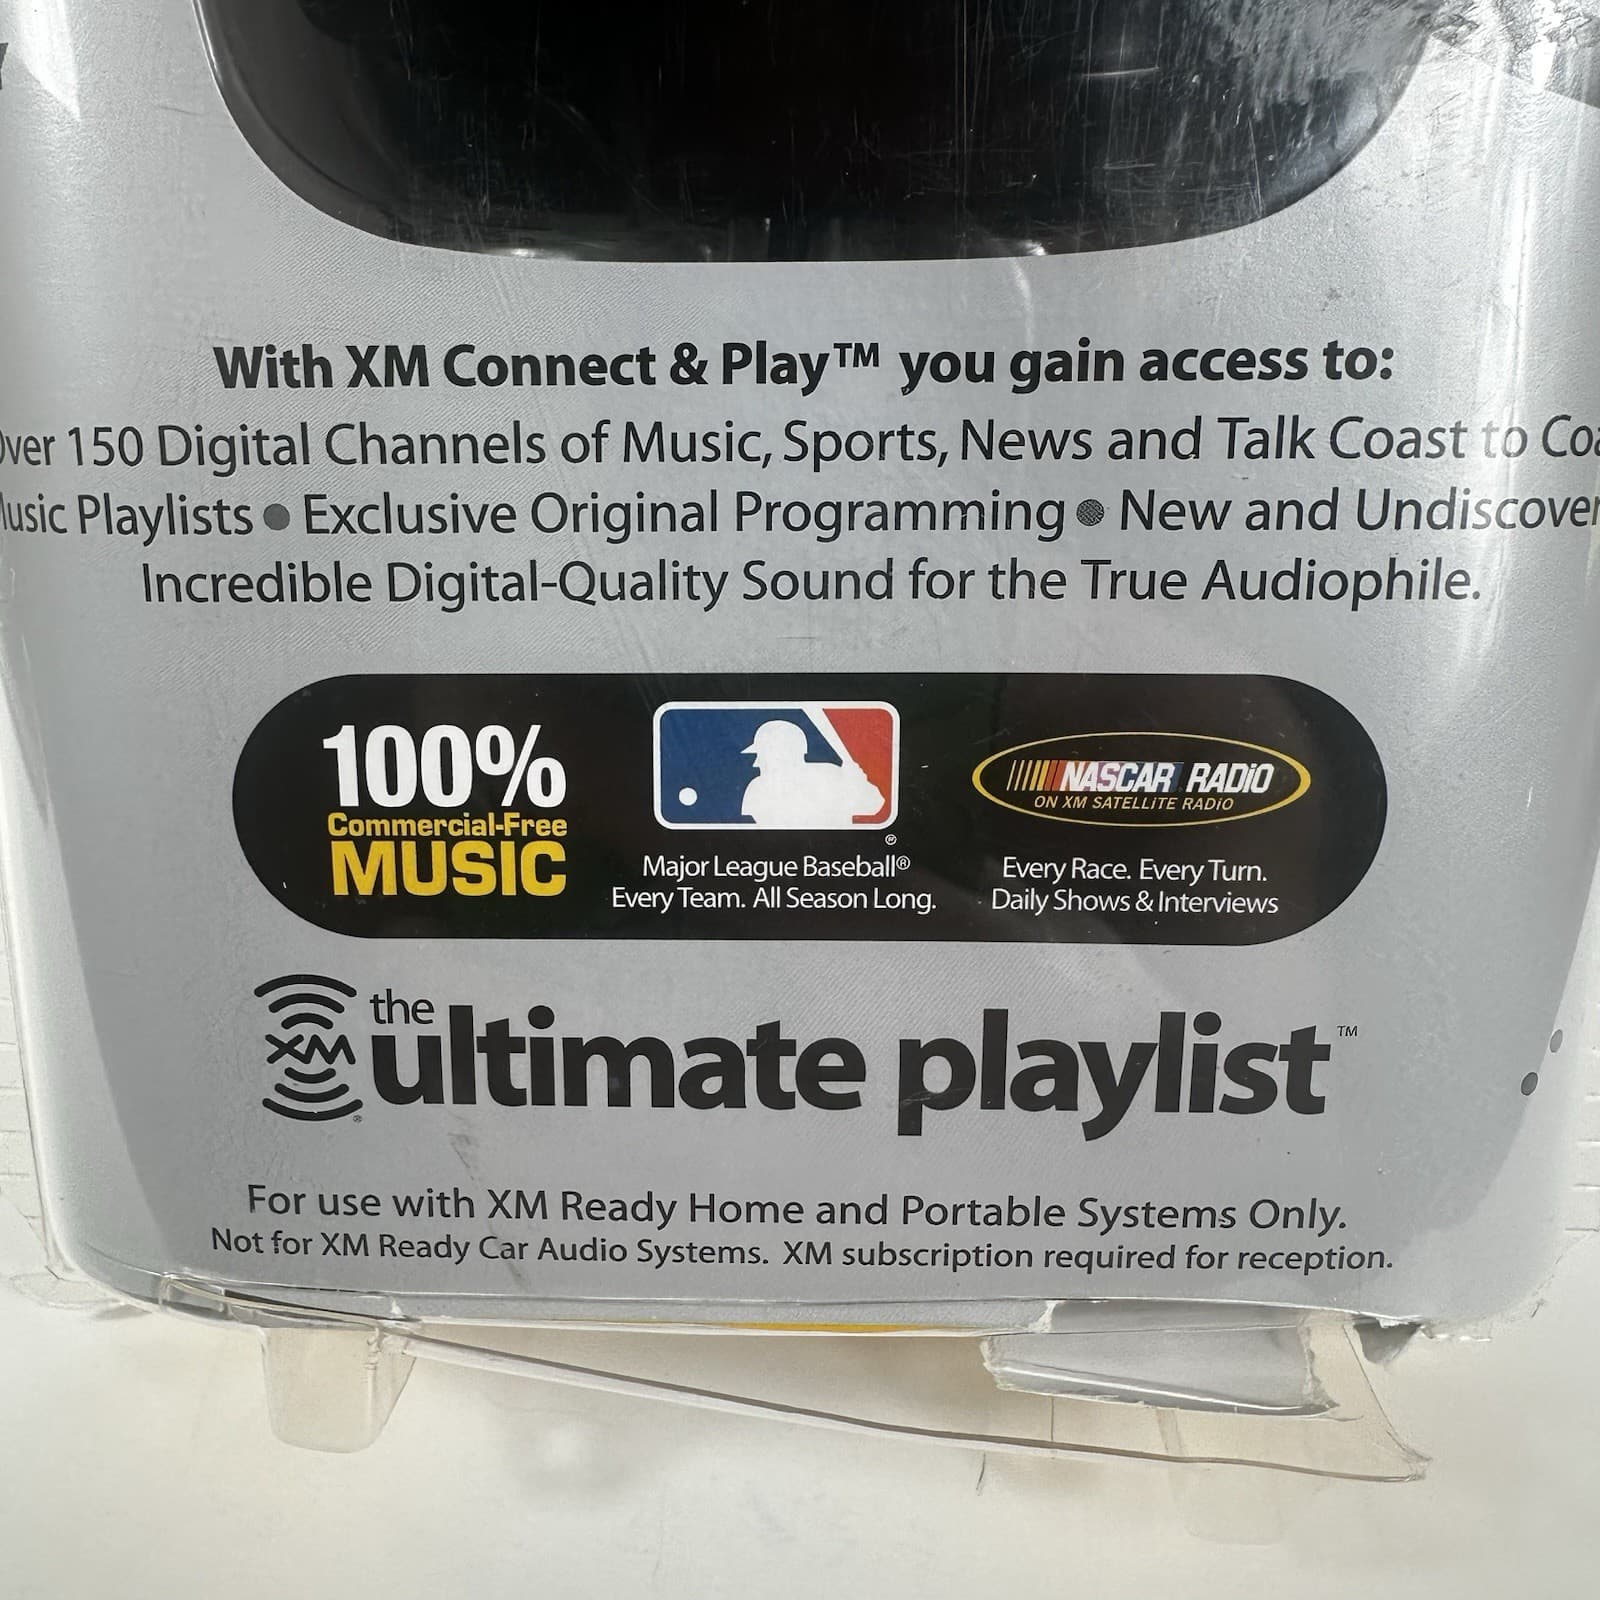 With XM Connect & Play™ you gain access to:
Over 150 Digital Channels of Music, Sports, News and Talk Coast to
Music Playlists ● Exclusive Original Programming ● New and
Incredible Digital-Quality Sound for the True Audiophile.
100%
Commercial-Free
MUSIC
Major League Baseball®
Every Team. All Season Long.
NASCAR RADiO
ON XM SATELLiTE RADiO
Every Race. Every Turn.
Daily Shows & Interviews
XM
the
ultimate playlist™
For use with XM Ready Home and Portable Systems Only.
Not for XM Ready Car Audio Systems. XM subscription required for reception.